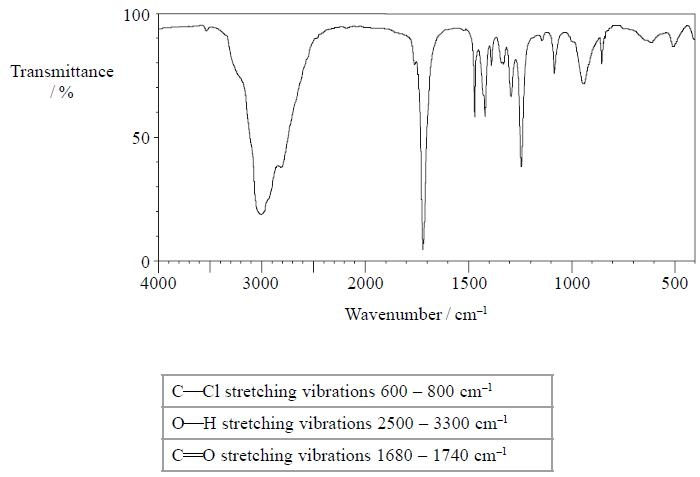 100
Transmittance
/ %
50
0
4000 3000 2000 1500 1000 500
Wavenumber / cm⁻¹
C—Cl stretching vibrations 600 – 800 cm⁻¹
O—H stretching vibrations 2500 – 3300 cm⁻¹
C═O stretching vibrations 1680 – 1740 cm⁻¹